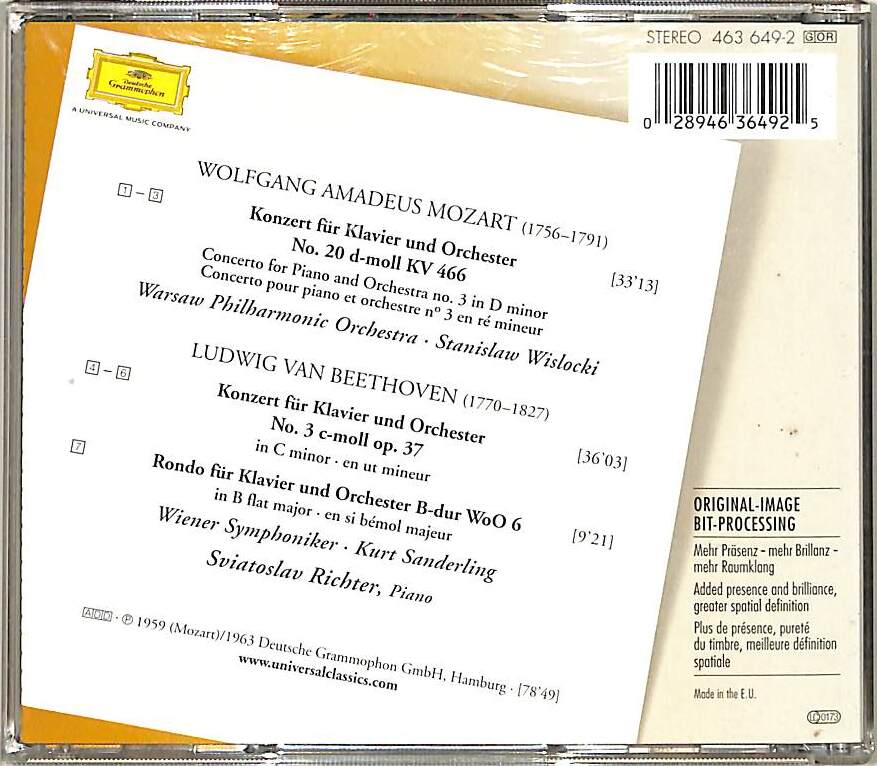 STEREO 463 649-2 GOR
Deutsche
Grammophon
A UNIVERSAL MUSIC COMPANY
0 28946 36492 5
WOLFGANG AMADEUS MOZART (1756–1791)
1 – 3
Konzert für Klavier und Orchester
No. 20 d-moll KV 466 [33'13]
Concerto for Piano and Orchestra no. 3 in D minor
Concerto pour piano et orchestre nº 3 en ré mineur
Warsaw Philharmonic Orchestra · Stanislaw Wislocki
LUDWIG VAN BEETHOVEN (1770–1827)
4 – 6
Konzert für Klavier und Orchester
No. 3 c-moll op. 37 [36'03]
in C minor · en ut mineur
7
Rondo für Klavier und Orchester B-dur WoO 6 [9'21]
in B flat major · en si bémol majeur
Wiener Symphoniker · Kurt Sanderling
Sviatoslav Richter, Piano
ADD · ℗ 1959 (Mozart)/1963 Deutsche Grammophon GmbH, Hamburg · [78'49]
www.universalclassics.com
ORIGINAL-IMAGE
BIT-PROCESSING
Mehr Präsenz – mehr Brillanz –
mehr Raumklang
Added presence and brilliance,
greater spatial definition
Plus de présence, pureté
du timbre, meilleure définition
spatiale
Made in the E.U.
LC 0173